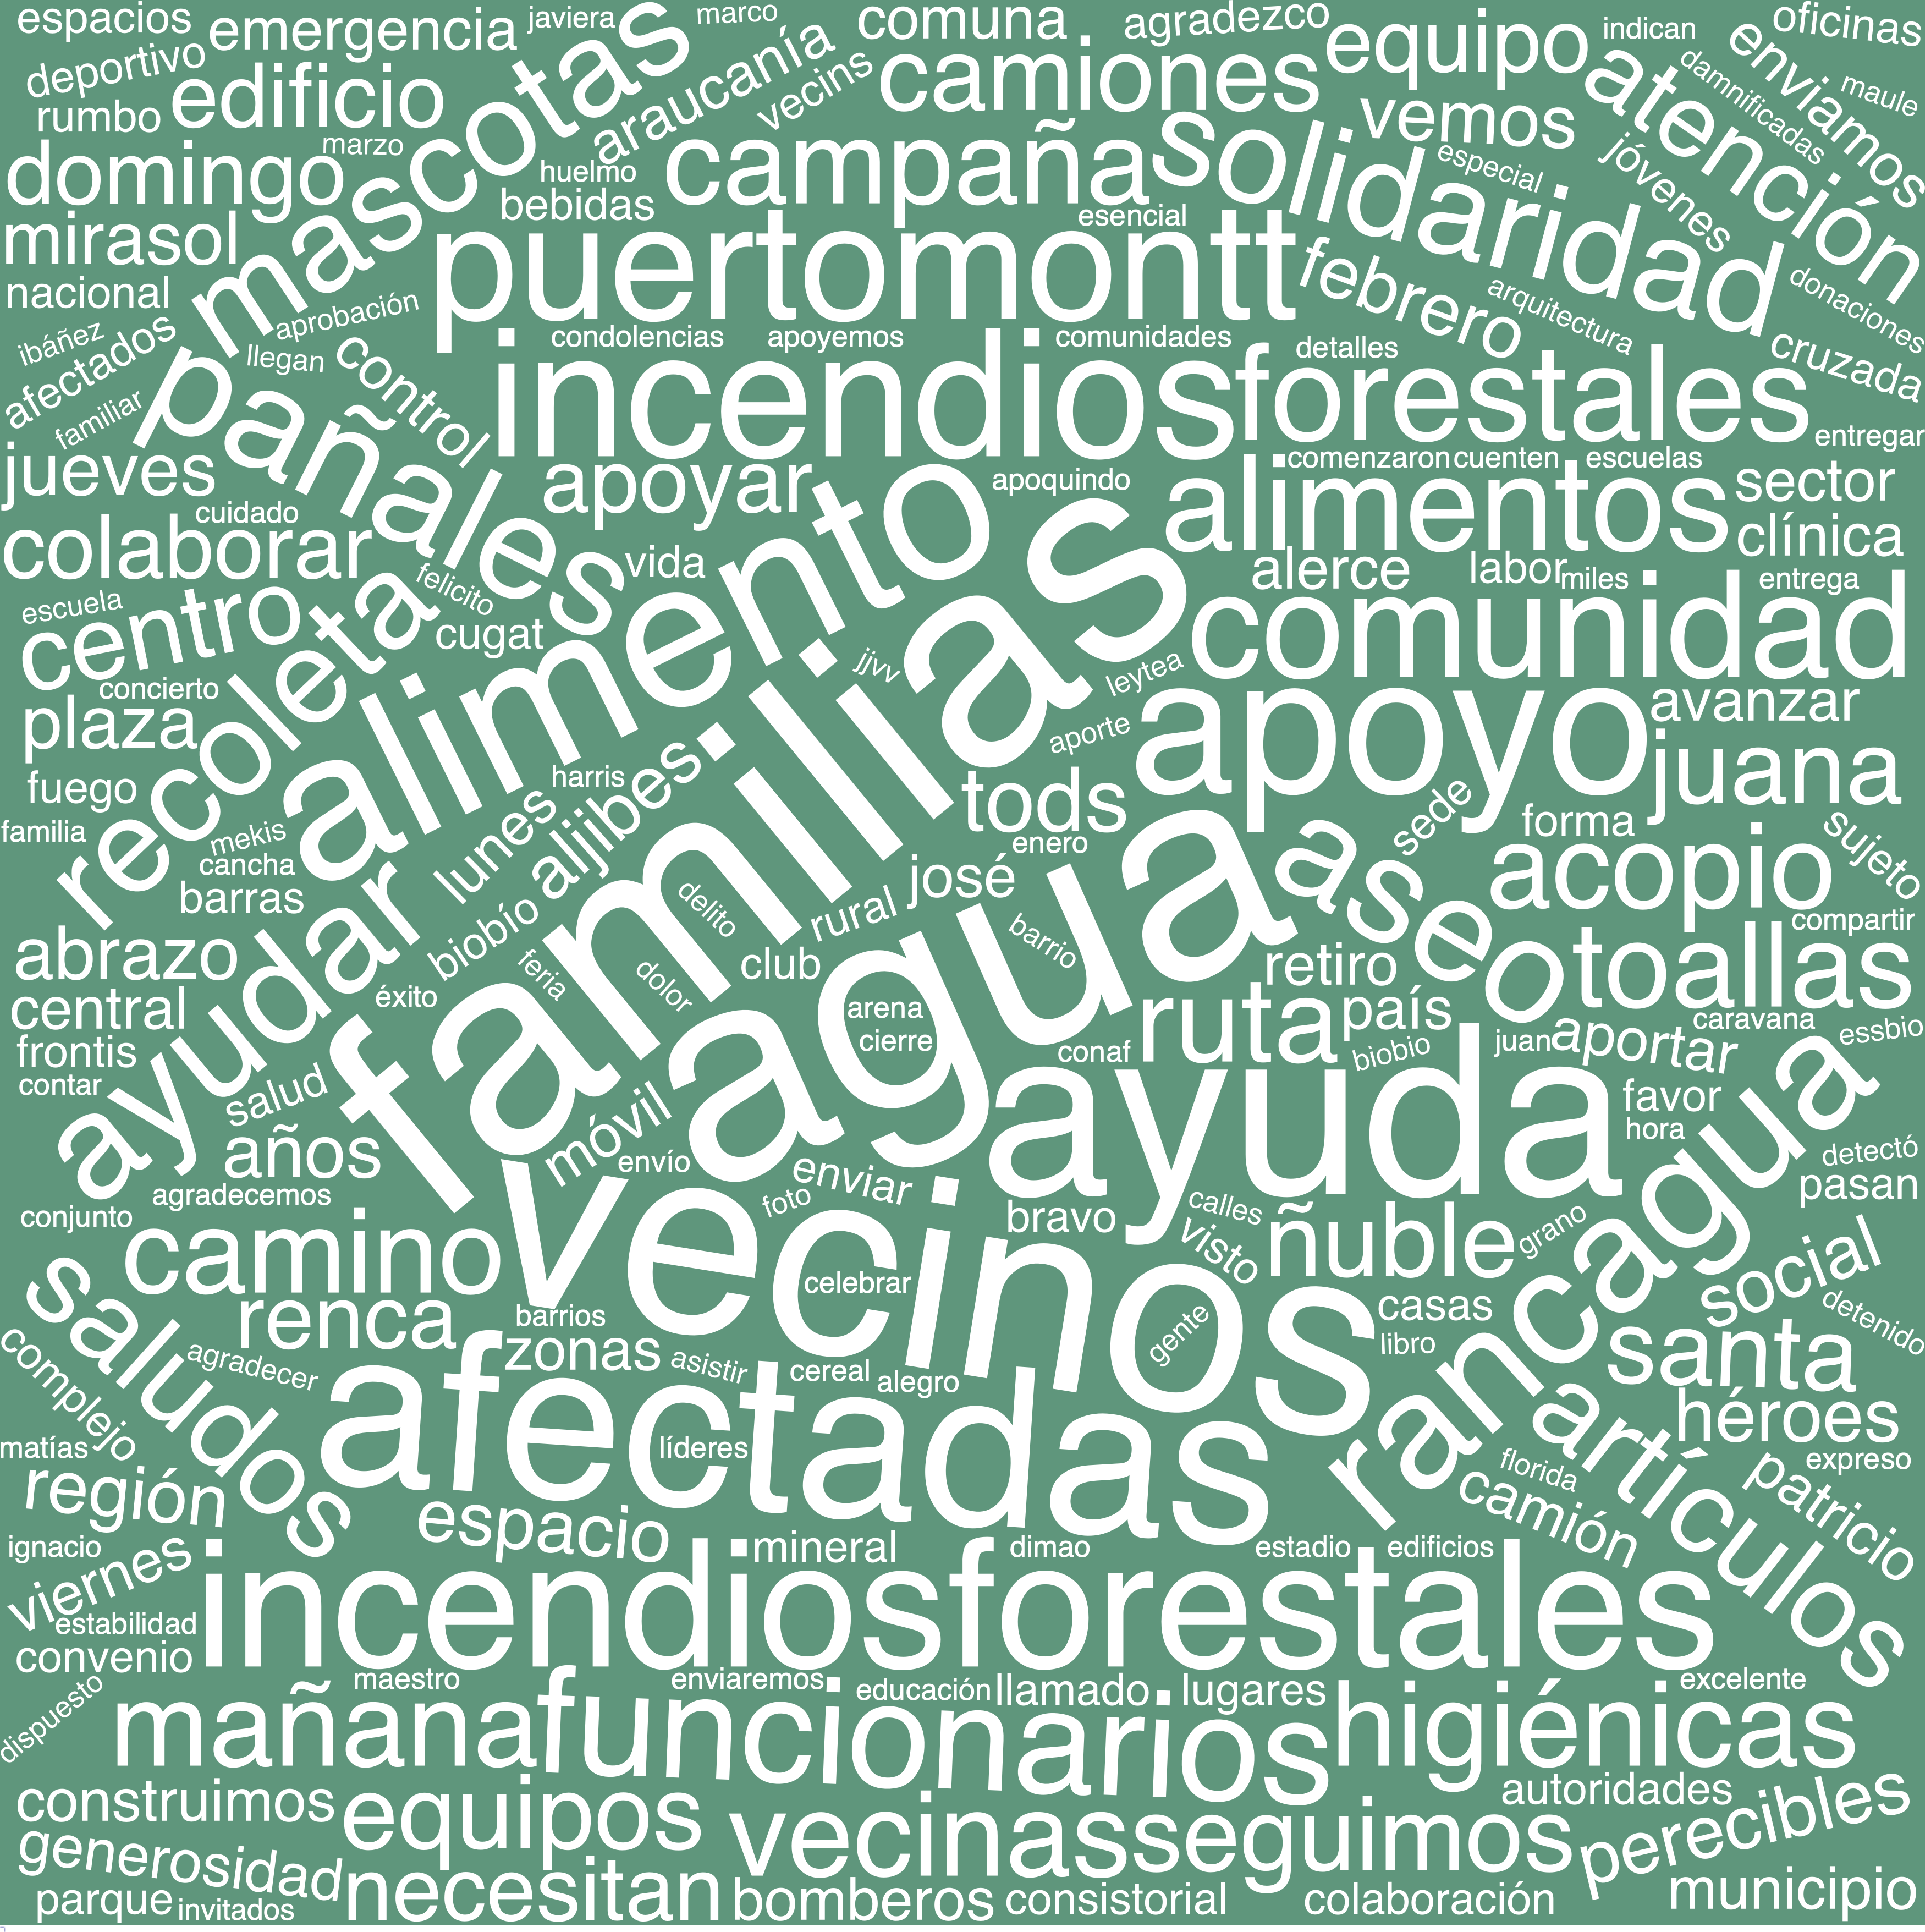 espacios
emergencia
javiera
marco
comuna
agradezco
equipo
indican
oficinas
deportivo
mascotas
araucanía
vecins
camiones
atención
damnificadas
enviamos
maule
rumbo
edificio
marzo
vemos
domingo
huelmo
campaña
solidaridad
especial
jóvenes
bebidas
esencial
mirasol
puertomontt
febrero
arquitectura
donaciones
nacional
aprobación
ibáñez
afectados
llegan
control
condolencias
apoyemos
comunidades
detalles
cruzada
familiar
pañales
incendios
forestales
entregar
jueves
apoyar
apoquindo
comenzaron
cuenten
escuelas
cuidado
alimentos
sector
colaborar
clínica
vida
alerce
labor
miles
entrega
escuela
felicito
centro
recoleta
cugat
alimento
familias
jjvv
leytea
comunidad
concierto
plaza
aporte
apoyo
avanzar
fuego
harris
aljibes
tods
juana
familia
mekis
lunes
enero
sede
forma
sujeto
cancha
barras
ayudar
biobío
delito
rural
josé
agua
aseo
acopio
compartir
abrazo
feria
dolor
club
barrio
retiro
toallas
central
éxito
arena
ruta
país
caravana
frontis
cierre
conaf
biobio
juan
aportar
essbio
contar
salud
móvil
ayuda
favor
rancagua
años
envío
enviar
hora
detectó
agradecemos
foto
calles
pasan
conjunto
vecinos
bravo
visto
ñuble
grano
camino
celebrar
social
saludos
renca
barrios
gente
casas
detenido
complejo
agradecer
zonas
asistir
cereal
alegro
libro
santa
matías
afectadas
líderes
artículos
héroes
región
florida
expreso
espacio
camión
patricio
ignacio
mineral
dimao
estadio
edificios
viernes
incendiosforestales
estabilidad
convenio
maestro
enviaremos
educación
llamado
lugares
excelente
dispuesto
mañana
funcionarios
higiénicas
construimos
equipos
vecinas
seguimos
autoridades
perecibles
generosidad
necesitan
parque
invitados
bomberos
consistorial
colaboración
municipio